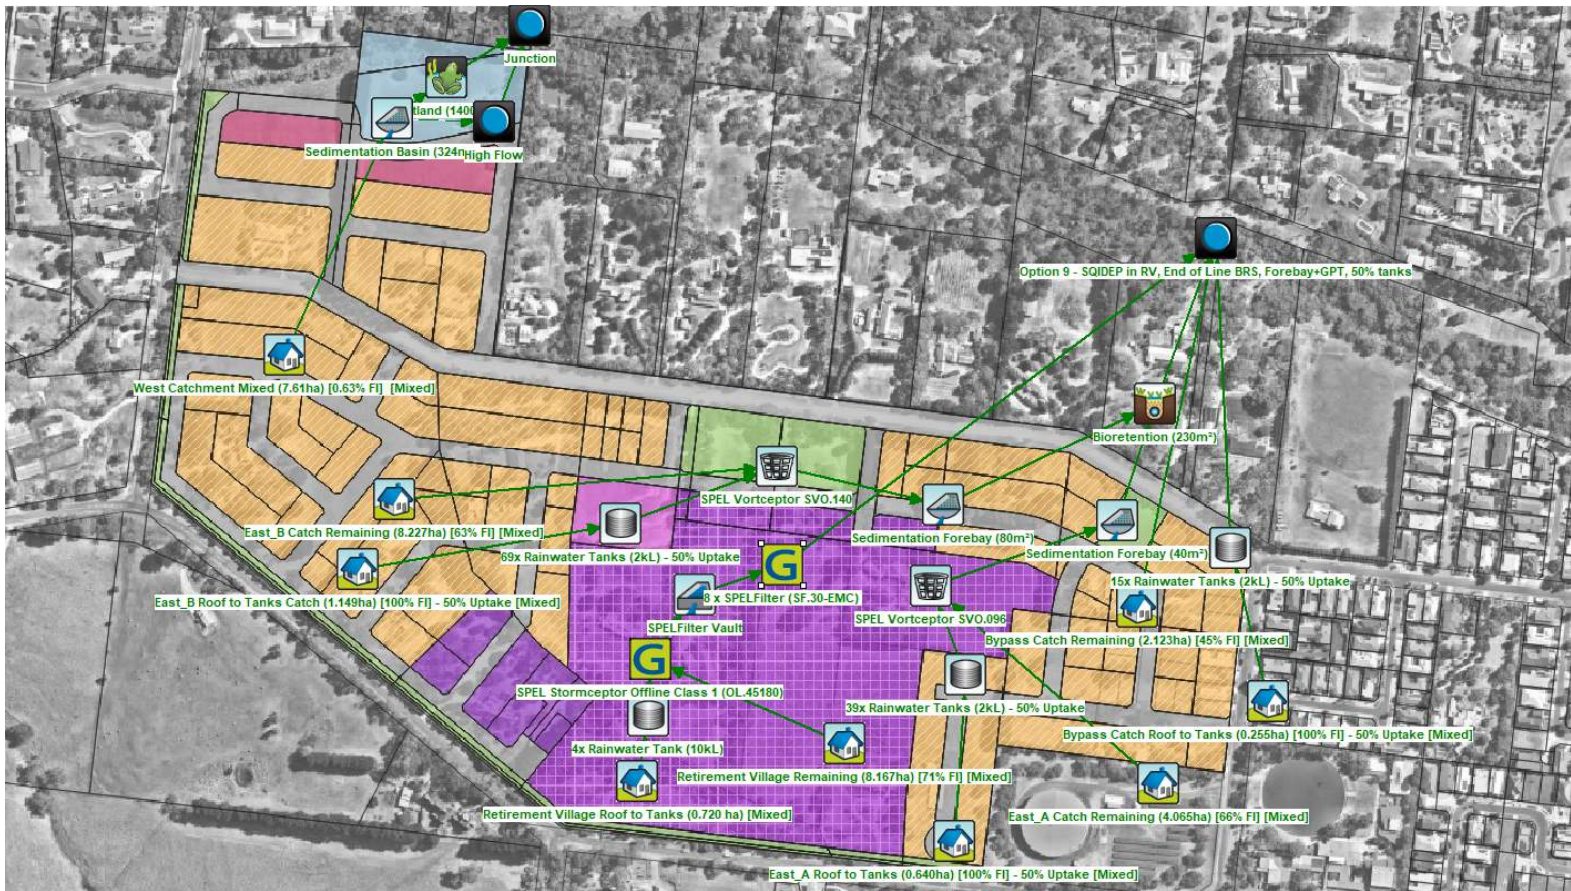 Junction
tland (140
Sedimentation Basin (324
High Flow
Option 9 - SQIDEP in RV, End of Line BRS, Forebay+GPT, 50% tanks
West Catchment Mixed (7.61ha) [0.63% FI] [Mixed]
Bioretention (230m²)
SPEL Vortceptor SVO.140
East_B Catch Remaining (8.227ha) [63% FI] [Mixed]
Sedimentation Forebay (80m²)
Sedimentation Forebay (40m²)
69x Rainwater Tanks (2kL) - 50% Uptake
15x Rainwater Tanks (2kL) - 50% Uptake
G
8 x SPELFilter (SF.30-EMC)
East_B Roof to Tanks Catch (1.149ha) [100% FI] - 50% Uptake [Mixed]
SPELFilter Vault
SPEL Vortceptor SVO.096
Bypass Catch Remaining (2.123ha) [45% FI] [Mixed]
G
SPEL Stormceptor Offline Class 1 (OL.45180)
39x Rainwater Tanks (2kL) - 50% Uptake
4x Rainwater Tank (10kL)
Bypass Catch Roof to Tanks (0.255ha) [100% FI] - 50% Uptake [Mixed]
Retirement Village Remaining (8.167ha) [71% FI] [Mixed]
Retirement Village Roof to Tanks (0.720 ha) [Mixed]
East_A Catch Remaining (4.065ha) [66% FI] [Mixed]
East_A Roof to Tanks (0.640ha) [100% FI] - 50% Uptake [Mixed]